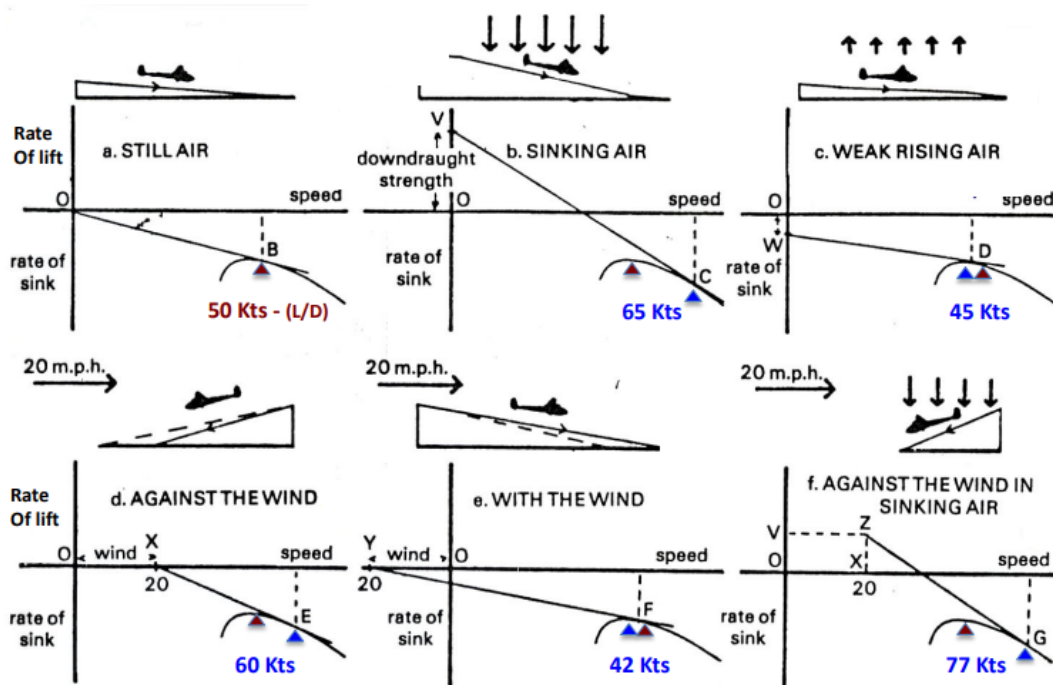 Rate
Of lift
a. STILL AIR
O
speed
B
rate of
sink
50 Kts - (L/D)
V
downdraught
strength
b. SINKING AIR
O
speed
rate of
sink
C
65 Kts
c. WEAK RISING AIR
O
speed
W
rate of
sink
D
45 Kts
20 m.p.h.
Rate
Of lift
d. AGAINST THE WIND
O
wind
X
speed
20
rate of
sink
E
60 Kts
20 m.p.h.
e. WITH THE WIND
Y
wind
O
speed
20
rate of
sink
F
42 Kts
20 m.p.h.
f. AGAINST THE WIND IN
SINKING AIR
V
Z
O
X
speed
20
rate of
sink
G
77 Kts